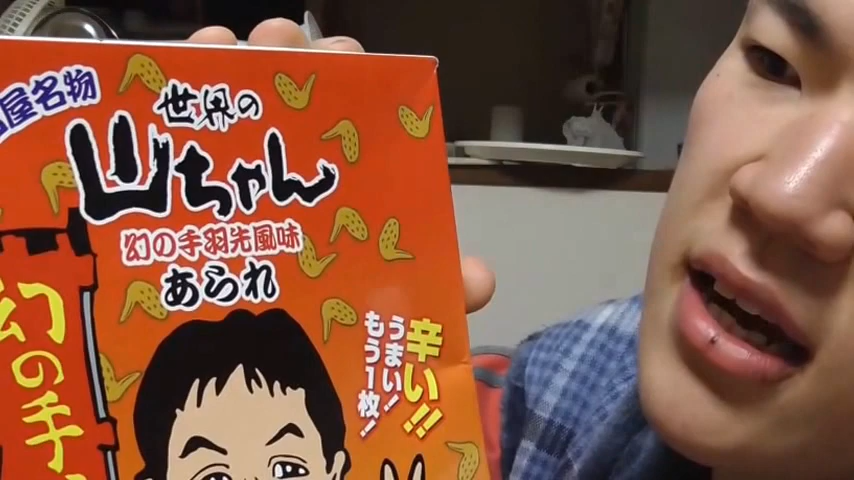 屋名物
世界の
山ちゃん
幻の手羽先風味
あられ
幻の手
辛い!!
うまい!
もう1枚!